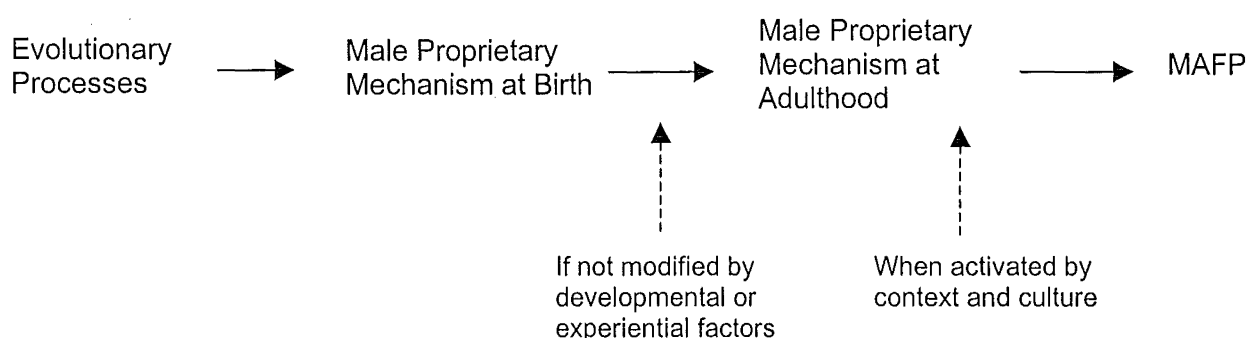 Evolutionary
Processes
Male Proprietary
Mechanism at Birth
Male Proprietary
Mechanism at
Adulthood
MAFP
If not modified by
developmental or
experiential factors
When activated by
context and culture